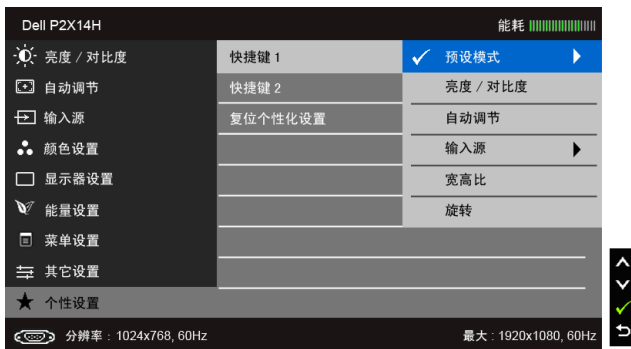 Dell P2X14H
能耗
亮度 / 对比度
快捷键 1
预设模式
自动调节
快捷键 2
亮度 / 对比度
输入源
复位个性化设置
自动调节
颜色设置
输入源
显示器设置
宽高比
能量设置
旋转
菜单设置
其它设置
个性设置
分辨率 : 1024x768, 60Hz
最大 : 1920x1080, 60Hz